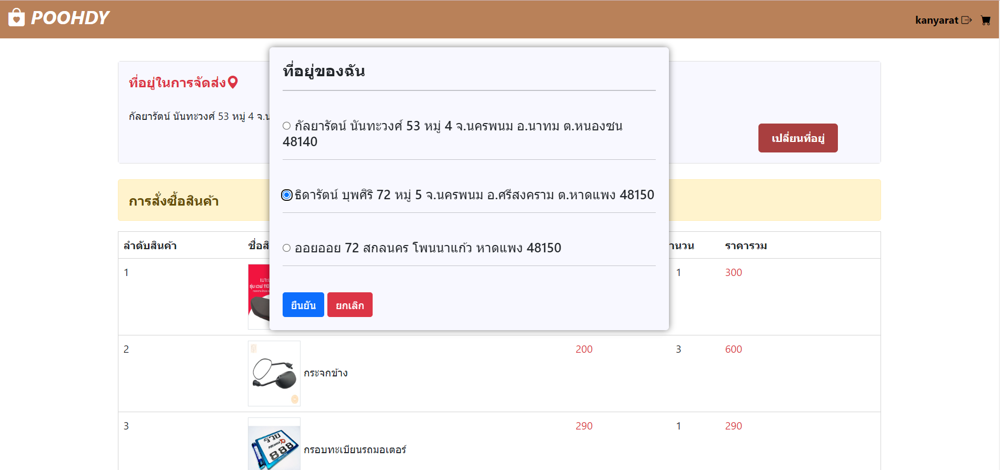 POOHDY
kanyarat
ที่อยู่ของฉัน
ที่อยู่ในการจัดส่ง
กัลยารัตน์ นันทะวงศ์ 53 หมู่ 4 จ.น
กัลยารัตน์ นันทะวงศ์ 53 หมู่ 4 จ.นครพนม อ.นาทม ต.หนองซน
48140
เปลี่ยนที่อยู่
ธิดารัตน์ บุพศิริ 72 หมู่ 5 จ.นครพนม อ.ศรีสงคราม ต.หาดแพง 48150
การสั่งซื้อสินค้า
ออยออย 72 สกลนคร โพนนาแก้ว หาดแพง 48150
ลำดับสินค้า ชื่อสิ านวน ราคารวม
1 1 300
ยืนยัน ยกเลิก
2 200 3 600
กระจกข้าง
3 290 1 290
รวย
888
กรอบทะเบียนรถมอเตอร์